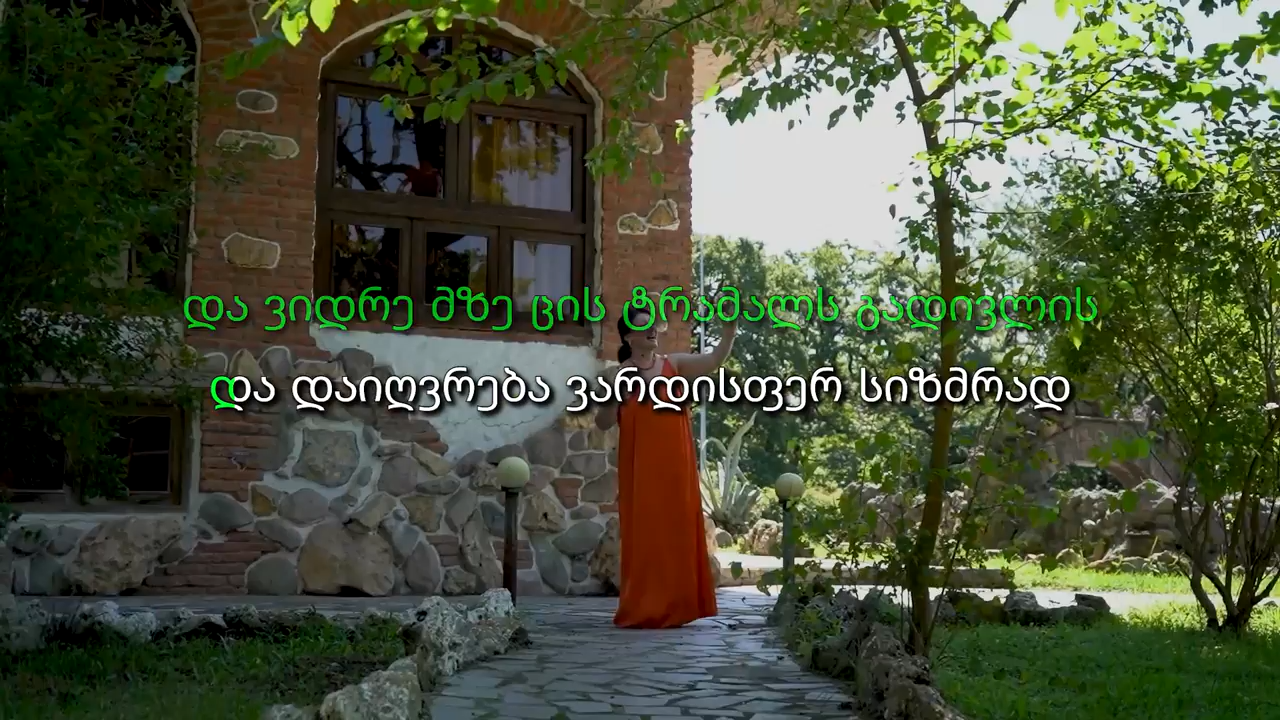 და ვიდრე მზე ცის ტრამალს გადივლის
და დაიღვრება ვარდისფერ სიზმრად